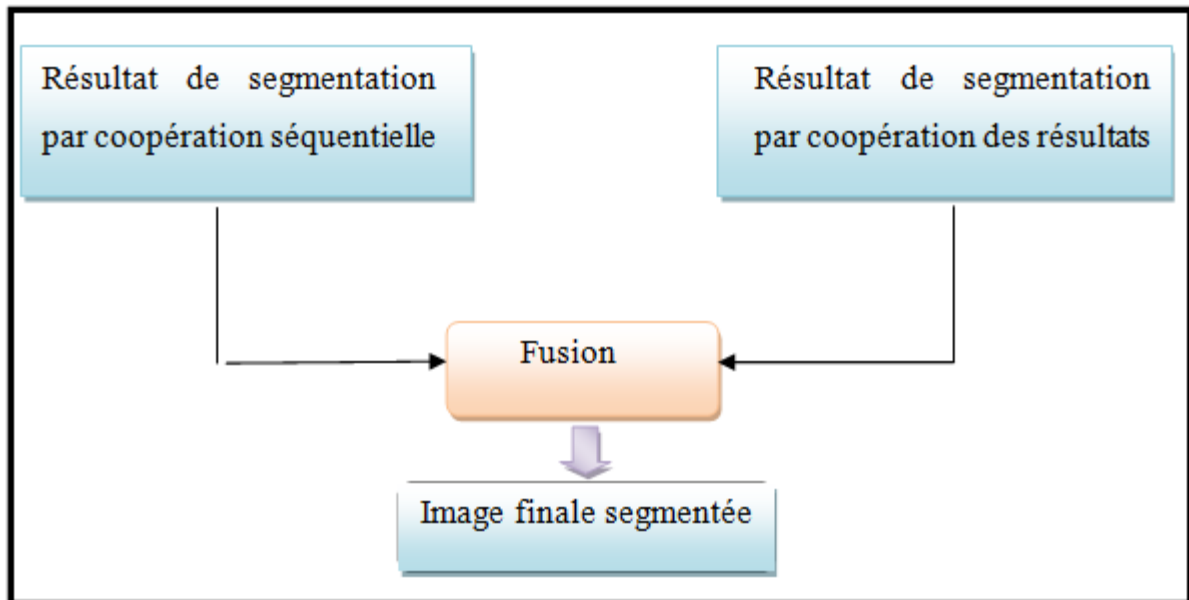 Résultat de segmentation
par coopération séquentielle
Résultat de segmentation
par coopération des résultats
Fusion
Image finale segmentée